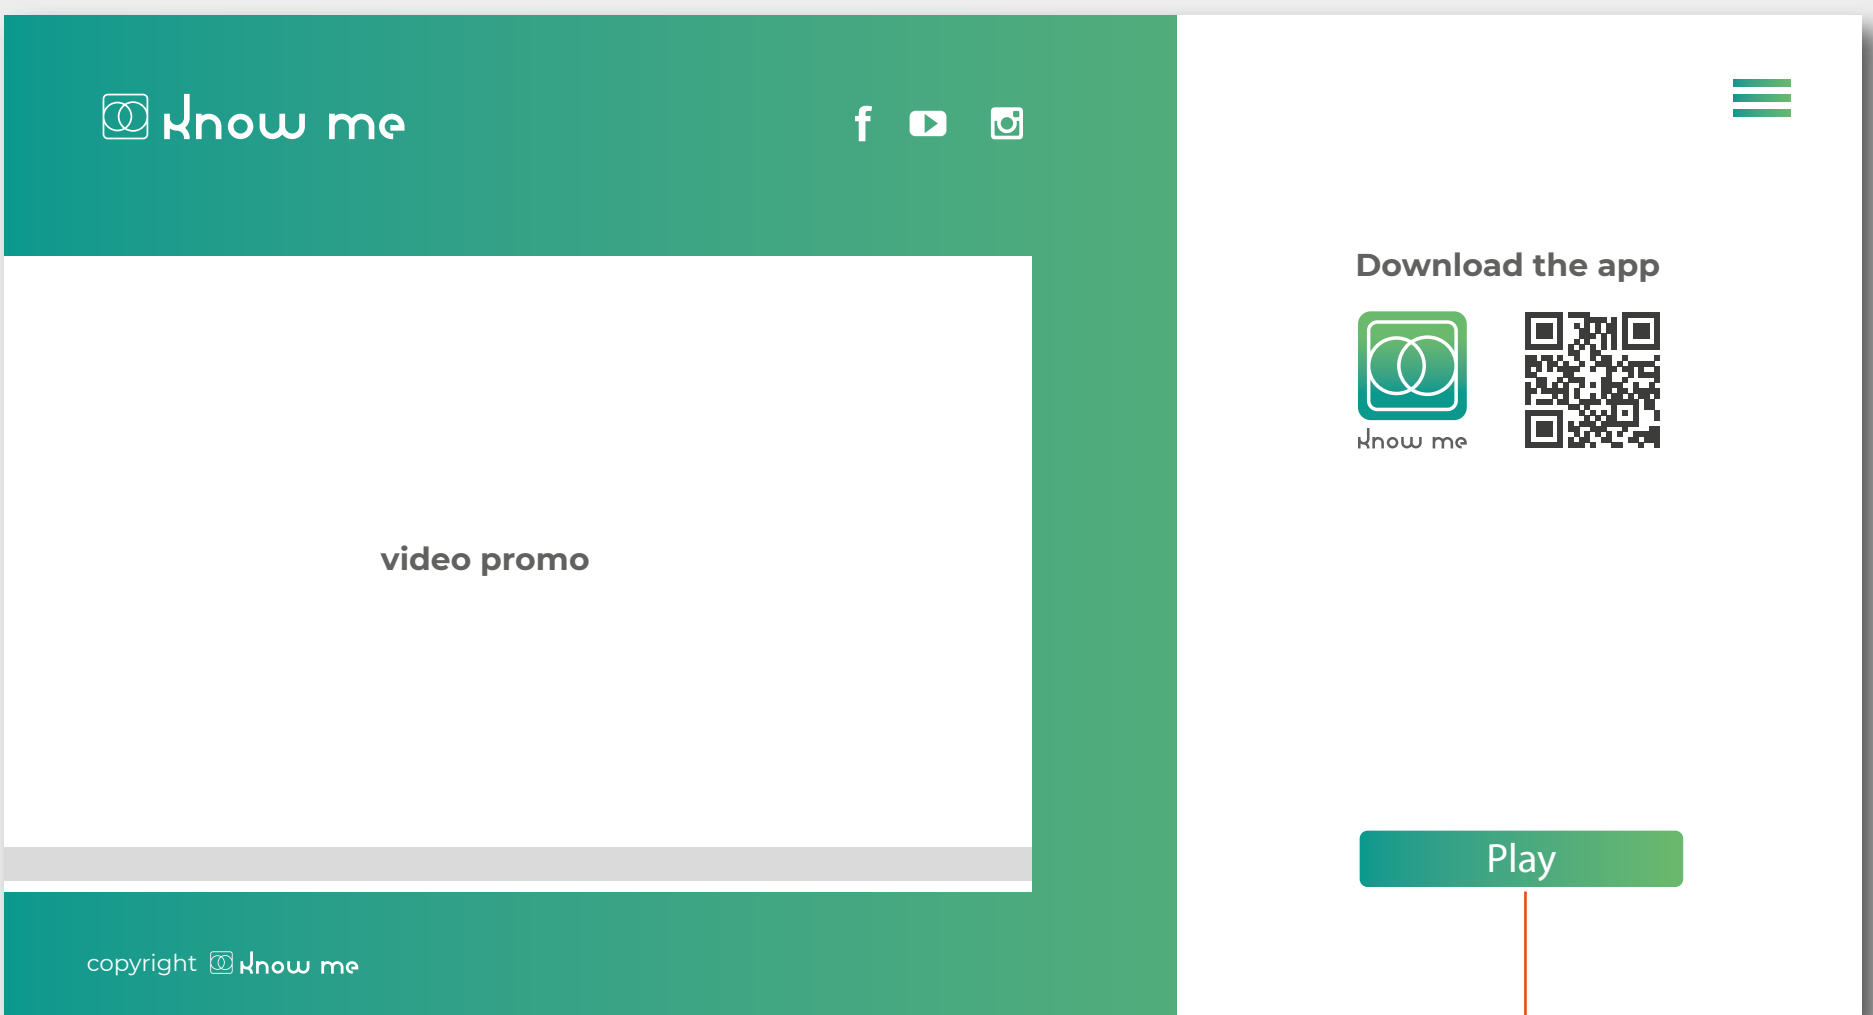 know me
Download the app
know me
video promo
Play
copyright know me